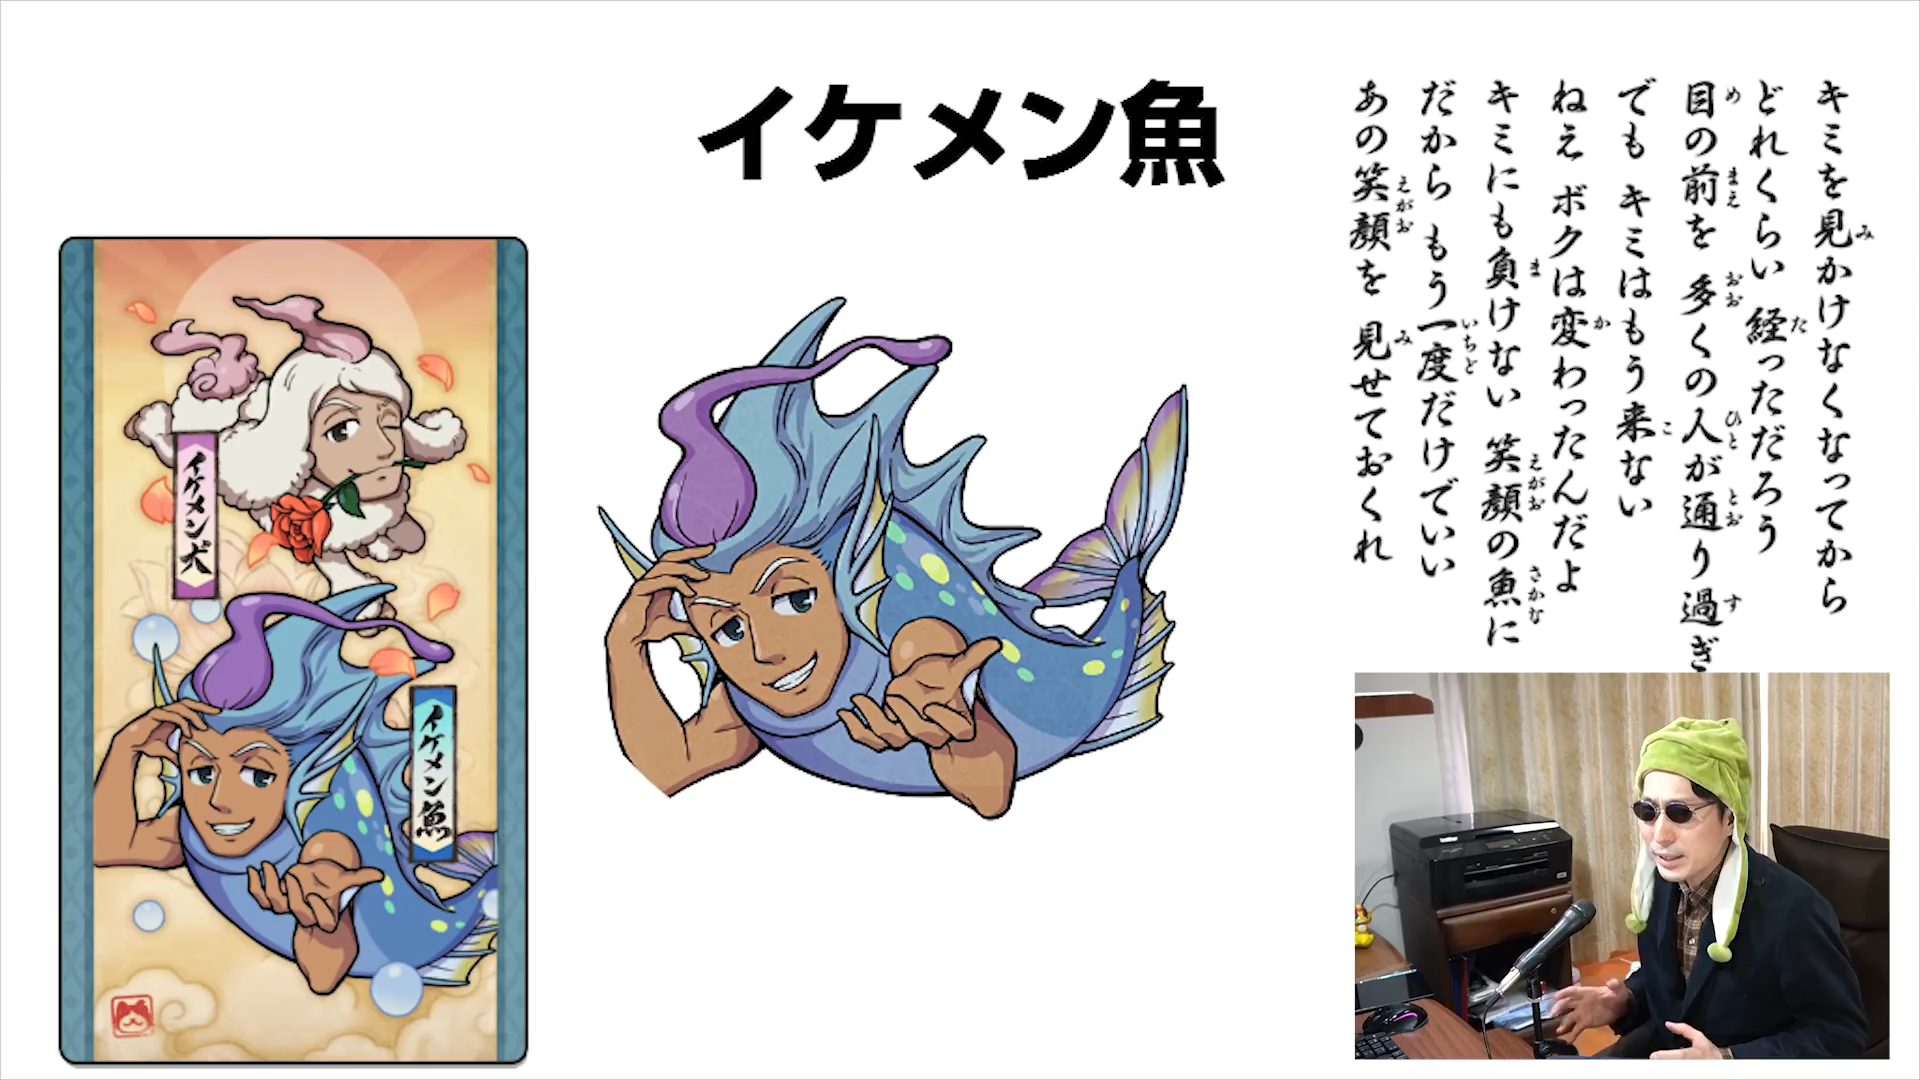 イケメン魚
キミを見かけなくなってから
どれくらい 経っただろう
目の前を 多くの人が通り過ぎ
でも キミはもう来ない
ねえ ボクは変わったんだよ
キミにも負けない 笑顔の魚に
だから もう一度だけでいい
あの笑顔を 見せておくれ
イケメン犬
イケメン魚
brother